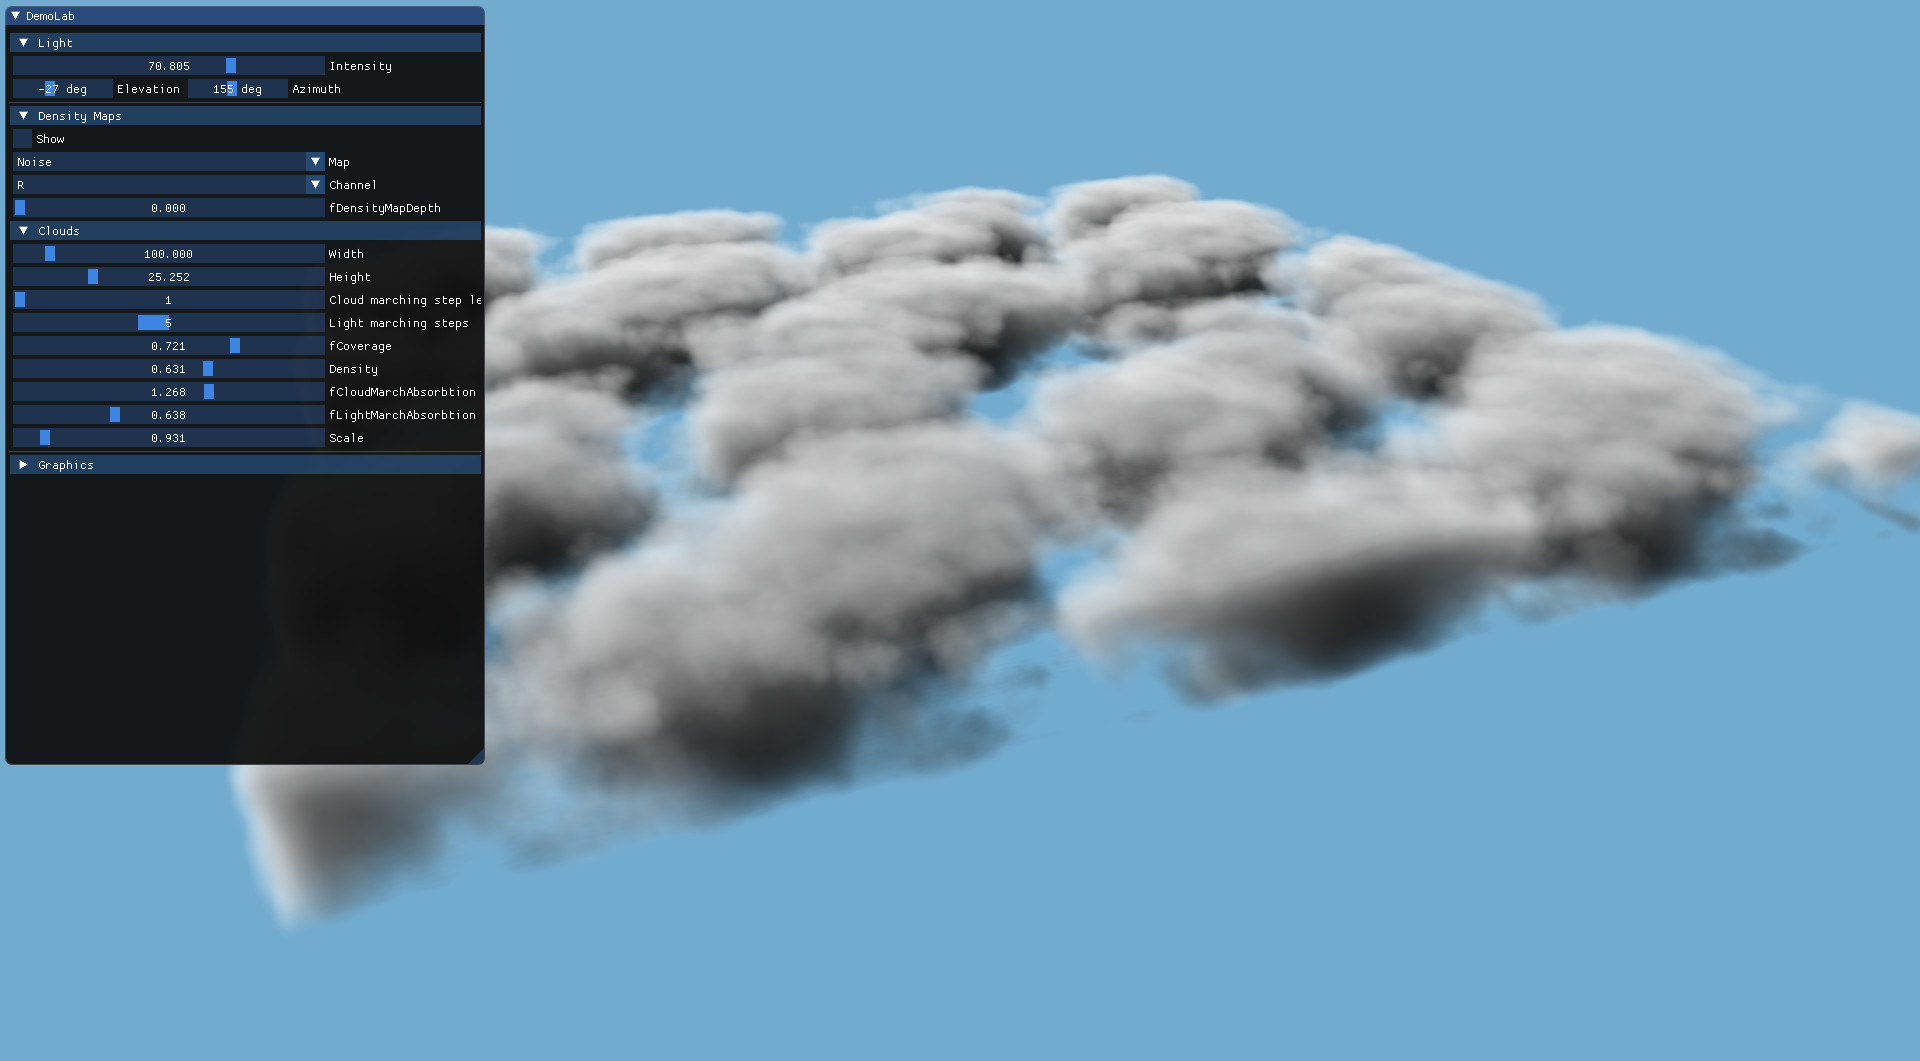 DemoLab
Light
70.805 Intensity
-27 deg Elevation 155 deg Azimuth
Density Maps
Show
Noise Map
R Channel
0.000 fDensityMapDepth
Clouds
100.000 Width
25.252 Height
1 Cloud marching step le
5 Light marching steps
0.721 fCoverage
0.631 Density
1.268 fCloudMarchAbsorbtion
0.638 fLightMarchAbsorbtion
0.931 Scale
Graphics